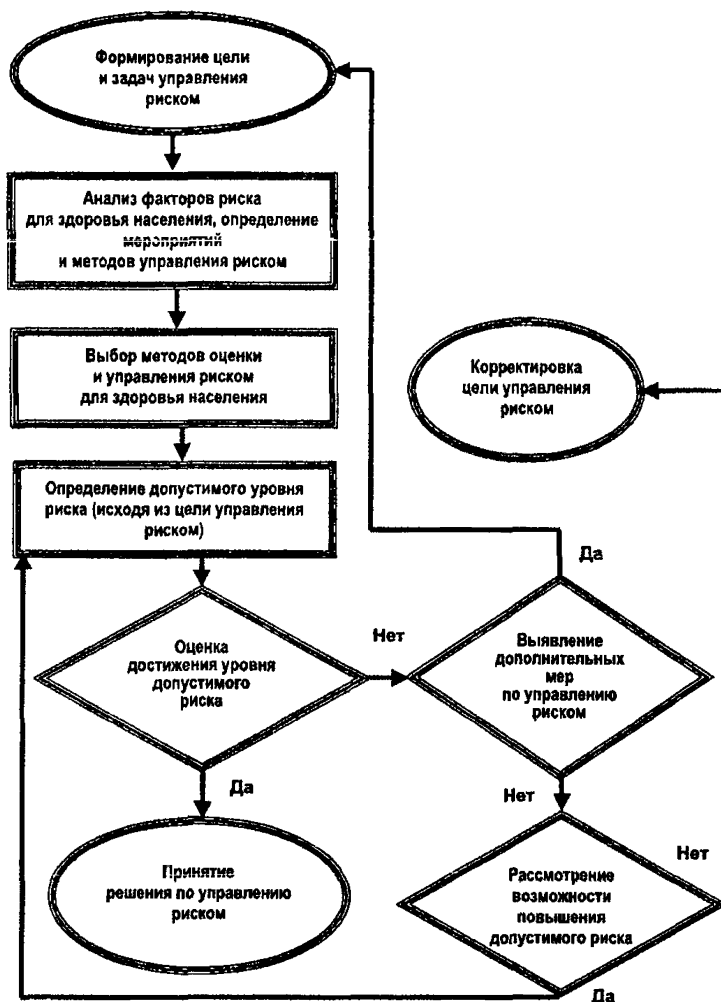 Формирование цели
и задач управления
риском
Анализ факторов риска
для здоровья населения, определение
мероприятий
и методов управления риском
Выбор методов оценки
и управления риском
для здоровья населения
Корректировка
цели управления
риском
Определение допустимого уровня
риска (исходя из цели управления
риском)
Да
Оценка
достижения уровня
допустимого
риска
Нет
Выявление
дополнительных
мер
по управлению
риском
Да
Нет
Принятие
решения по управлению
риском
Рассмотрение
возможности
повышения
допустимого риска
Нет
Да